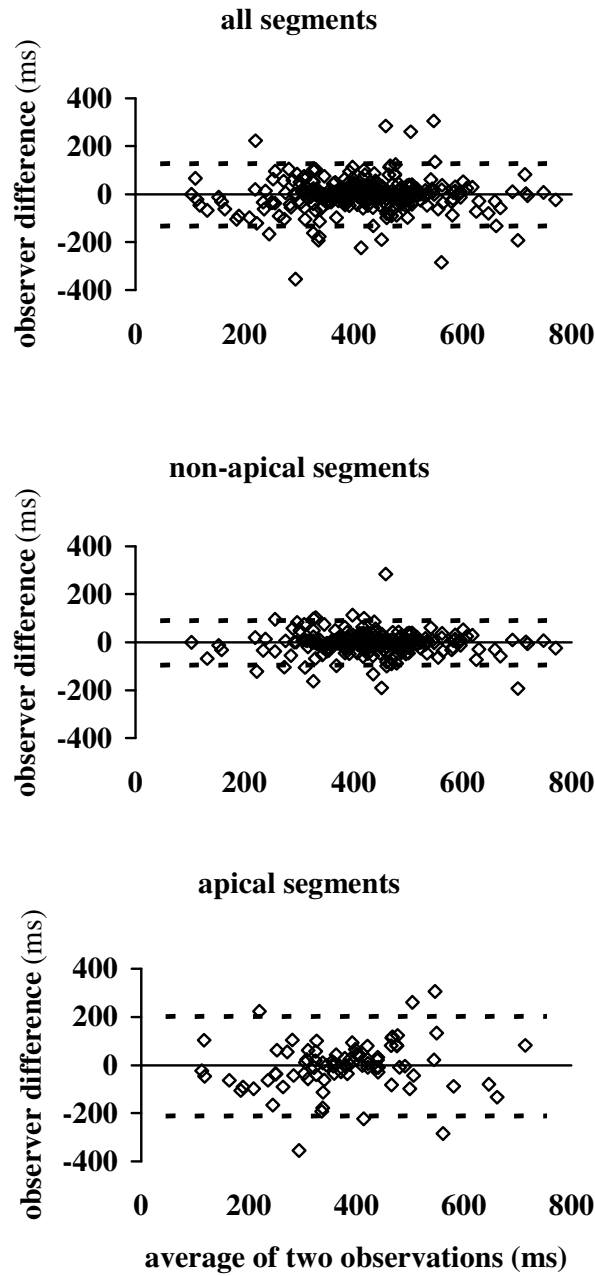 all segments
observer difference (ms)
400
200
0
-200
-400
0 200 400 600 800
non-apical segments
observer difference (ms)
400
200
0
-200
-400
0 200 400 600 800
apical segments
observer difference (ms)
400
200
0
-200
-400
0 200 400 600 800
average of two observations (ms)